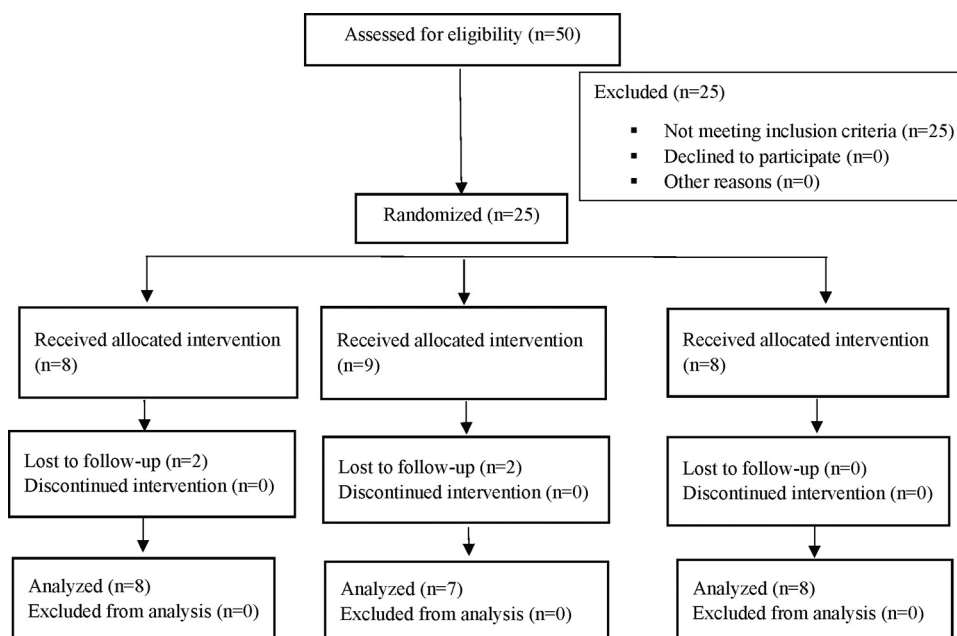 Assessed for eligibility (n=50)
Excluded (n=25)
▪ Not meeting inclusion criteria (n=25)
▪ Declined to participate (n=0)
▪ Other reasons (n=0)
Randomized (n=25)
Received allocated intervention
(n=8)
Received allocated intervention
(n=9)
Received allocated intervention
(n=8)
Lost to follow-up (n=2)
Discontinued intervention (n=0)
Lost to follow-up (n=2)
Discontinued intervention (n=0)
Lost to follow-up (n=0)
Discontinued intervention (n=0)
Analyzed (n=8)
Excluded from analysis (n=0)
Analyzed (n=7)
Excluded from analysis (n=0)
Analyzed (n=8)
Excluded from analysis (n=0)